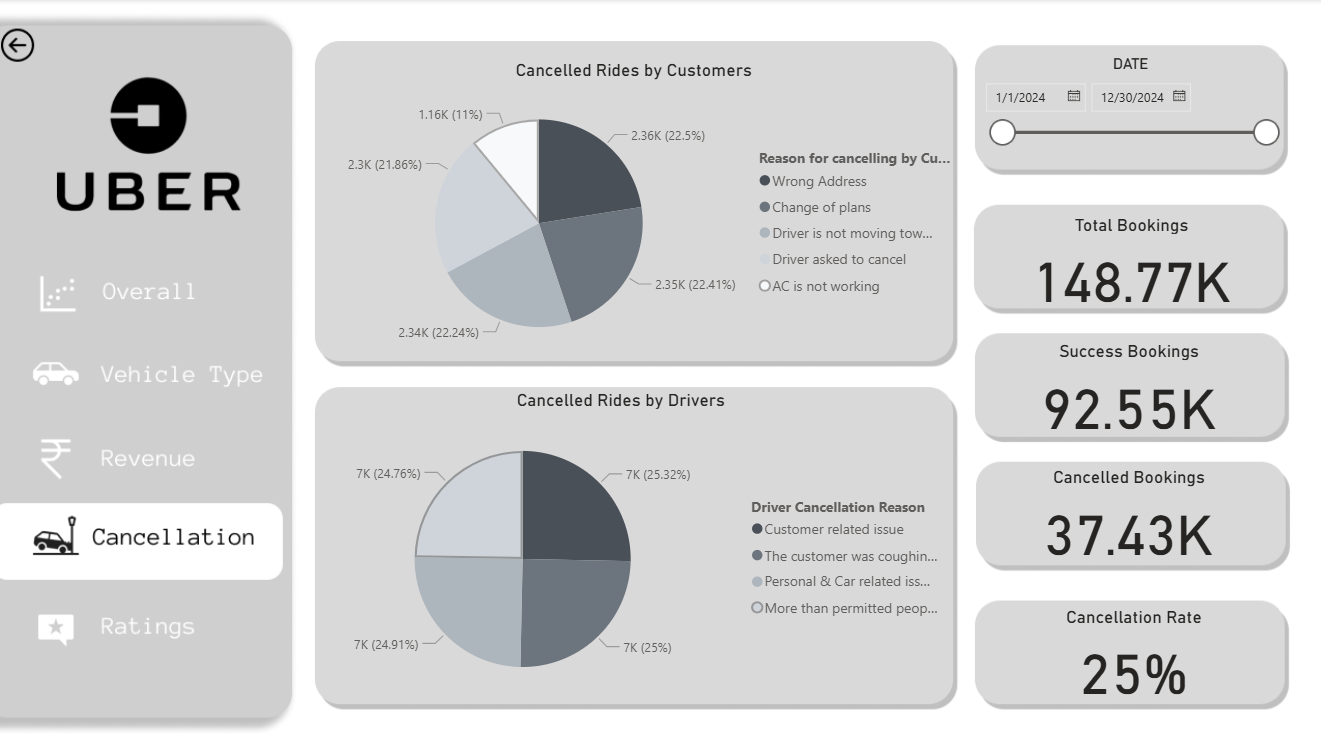 UBER
Overall
Vehicle Type
Revenue
Cancellation
Ratings
Cancelled Rides by Customers
1.16K (11%)
2.36K (22.5%)
2.3K (21.86%)
2.35K (22.41%)
2.34K (22.24%)
Reason for cancelling by Cu...
Wrong Address
Change of plans
Driver is not moving tow...
Driver asked to cancel
AC is not working
Cancelled Rides by Drivers
7K (24.76%)
7K (25.32%)
7K (24.91%)
7K (25%)
Driver Cancellation Reason
Customer related issue
The customer was coughin...
Personal & Car related iss...
More than permitted peop...
DATE
1/1/2024
12/30/2024
Total Bookings
148.77K
Success Bookings
92.55K
Cancelled Bookings
37.43K
Cancellation Rate
25%